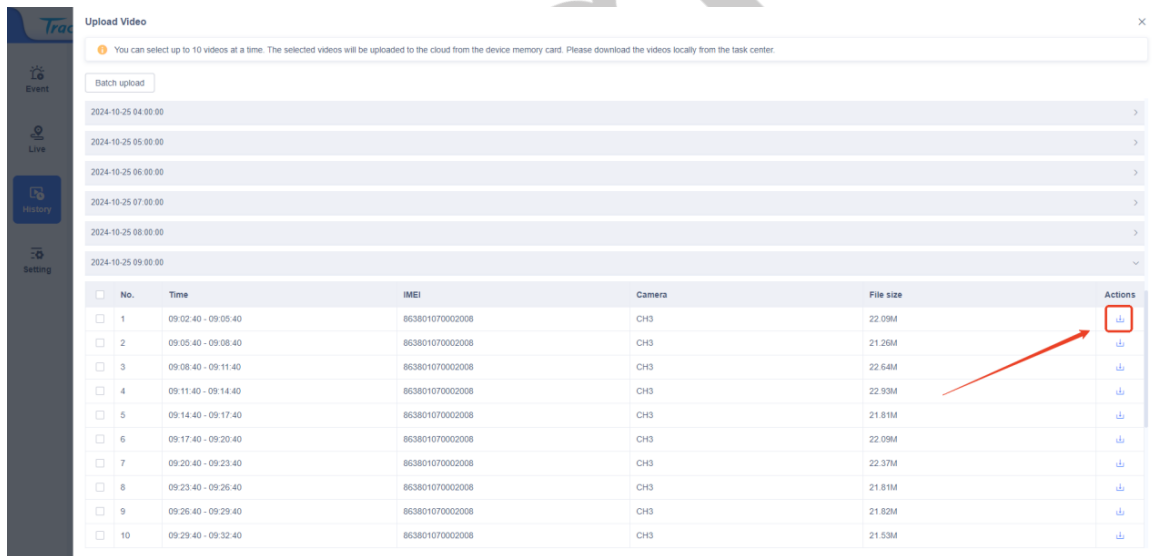 Trac
Upload Video
You can select up to 10 videos at a time. The selected videos will be uploaded to the cloud from the device memory card. Please download the videos locally from the task center.
Batch upload
Event
Live
History
Setting
2024-10-25 04:00:00
2024-10-25 05:00:00
2024-10-25 06:00:00
2024-10-25 07:00:00
2024-10-25 08:00:00
2024-10-25 09:00:00
No. Time IMEI Camera File size Actions
1 09:02:40 - 09:05:40 863801070002008 CH3 22.09M
2 09:05:40 - 09:08:40 863801070002008 CH3 21.26M
3 09:08:40 - 09:11:40 863801070002008 CH3 22.64M
4 09:11:40 - 09:14:40 863801070002008 CH3 22.93M
5 09:14:40 - 09:17:40 863801070002008 CH3 21.81M
6 09:17:40 - 09:20:40 863801070002008 CH3 22.09M
7 09:20:40 - 09:23:40 863801070002008 CH3 22.37M
8 09:23:40 - 09:26:40 863801070002008 CH3 21.81M
9 09:26:40 - 09:29:40 863801070002008 CH3 21.82M
10 09:29:40 - 09:32:40 863801070002008 CH3 21.53M